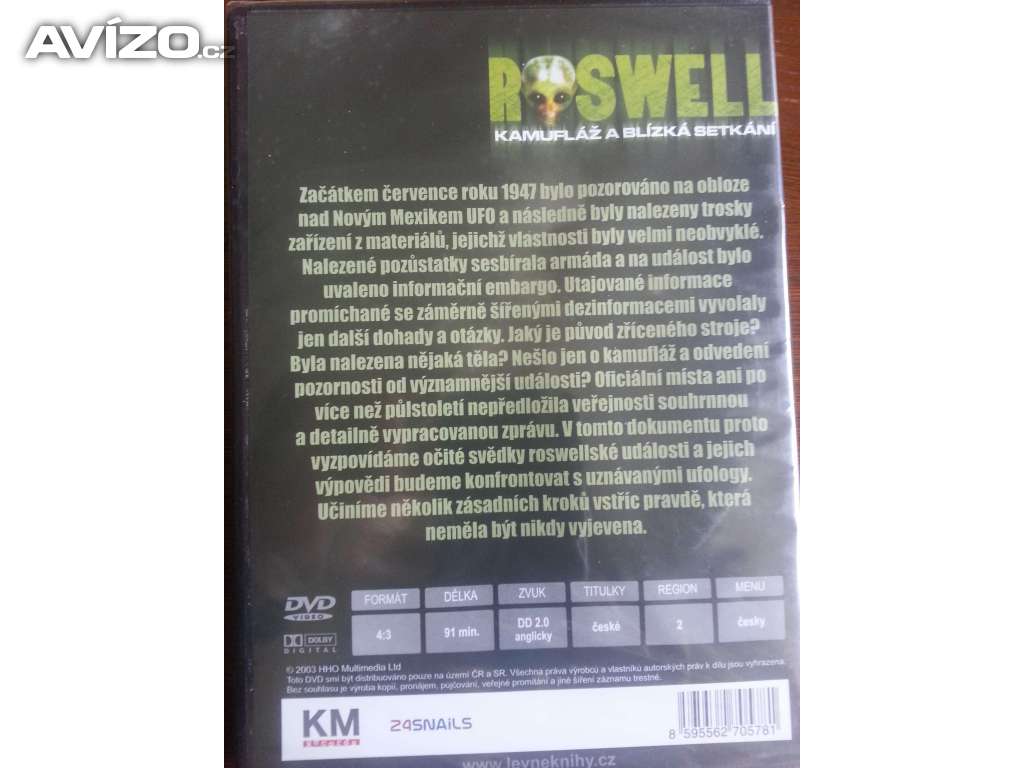 AVÍZO.cz
ROSWELL
KAMUFLÁŽ A BLÍZKÁ SETKÁNÍ
Začátkem července roku 1947 bylo pozorováno na obloze
nad Novým Mexikem UFO a následně byly nalezeny trosky
zařízení z materiálů, jejichž vlastnosti byly velmi neobvyklé.
Nalezené pozůstatky sesbírala armáda a na událost bylo
uvaleno informační embargo. Utajované informace
promíchané se záměrně šířenými dezinformacemi vyvolaly
jen další dohady a otázky. Jaký je původ zříceného stroje?
Byla nalezena nějaká těla? Nešlo jen o kamufláž a odvedení
pozornosti od významnější události? Oficiální místa ani po
více než půlstoletí nepředložila veřejnosti souhrnnou
a detailně vypracovanou zprávu. V tomto dokumentu proto
vyzpovídáme očité svědky roswellské události a jejich
výpovědi budeme konfrontovat s uznávanými ufology.
Učiníme několik zásadních kroků vstříc pravdě, která
neměla být nikdy vyjevena.
DVD VIDEO
DOLBY DIGITAL
FORMÁT DÉLKA ZVUK TITULKY REGION MENU
4:3 91 min. DD 2.0 anglicky české 2 česky
© 2003 HHO Multimedia Ltd
Toto DVD smí být distribuováno pouze na území ČR a SR. Všechna práva výrobců a vlastníků autorských práv k dílu jsou vyhrazena.
Bez souhlasu je výroba kopií, pronájem, půjčování, veřejné promítání a jiné šíření záznamu trestné.
KM
24SNAILS
8 595562 705781
www.levneknihy.cz